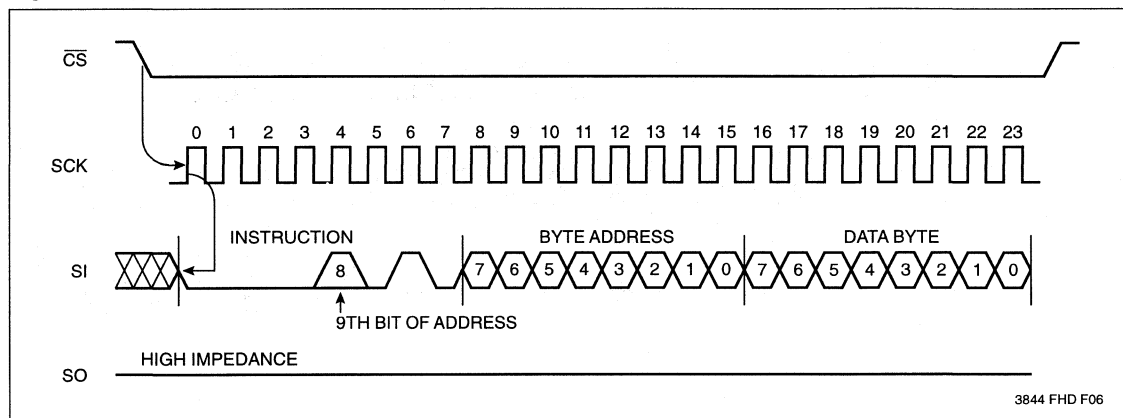 CS
0 1 2 3 4 5 6 7 8 9 10 11 12 13 14 15 16 17 18 19 20 21 22 23
SCK
INSTRUCTION BYTE ADDRESS DATA BYTE
SI 8 7 6 5 4 3 2 1 0 7 6 5 4 3 2 1 0
9TH BIT OF ADDRESS
HIGH IMPEDANCE
SO
3844 FHD F06